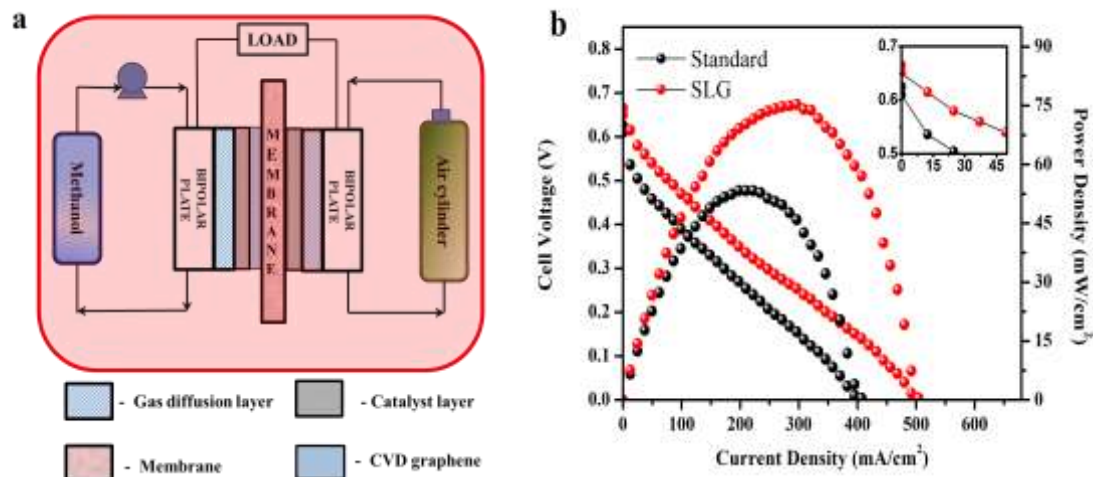 a
LOAD
Methanol
BIPOLAR
PLATE
MEMBRANE
BIPOLAR
PLATE
Air cylinder
- Gas diffusion layer
- Catalyst layer
- Membrane
- CVD graphene
b
Standard
SLG
0.8
0.7
0.6
0.5
0.4
0.3
0.2
0.1
0.0
Cell Voltage (V)
0
100
200
300
400
500
600
Current Density (mA/cm²)
90
75
60
45
30
15
0
Power Density (mW/cm²)
0.7
0.6
0.5
0
15
30
45